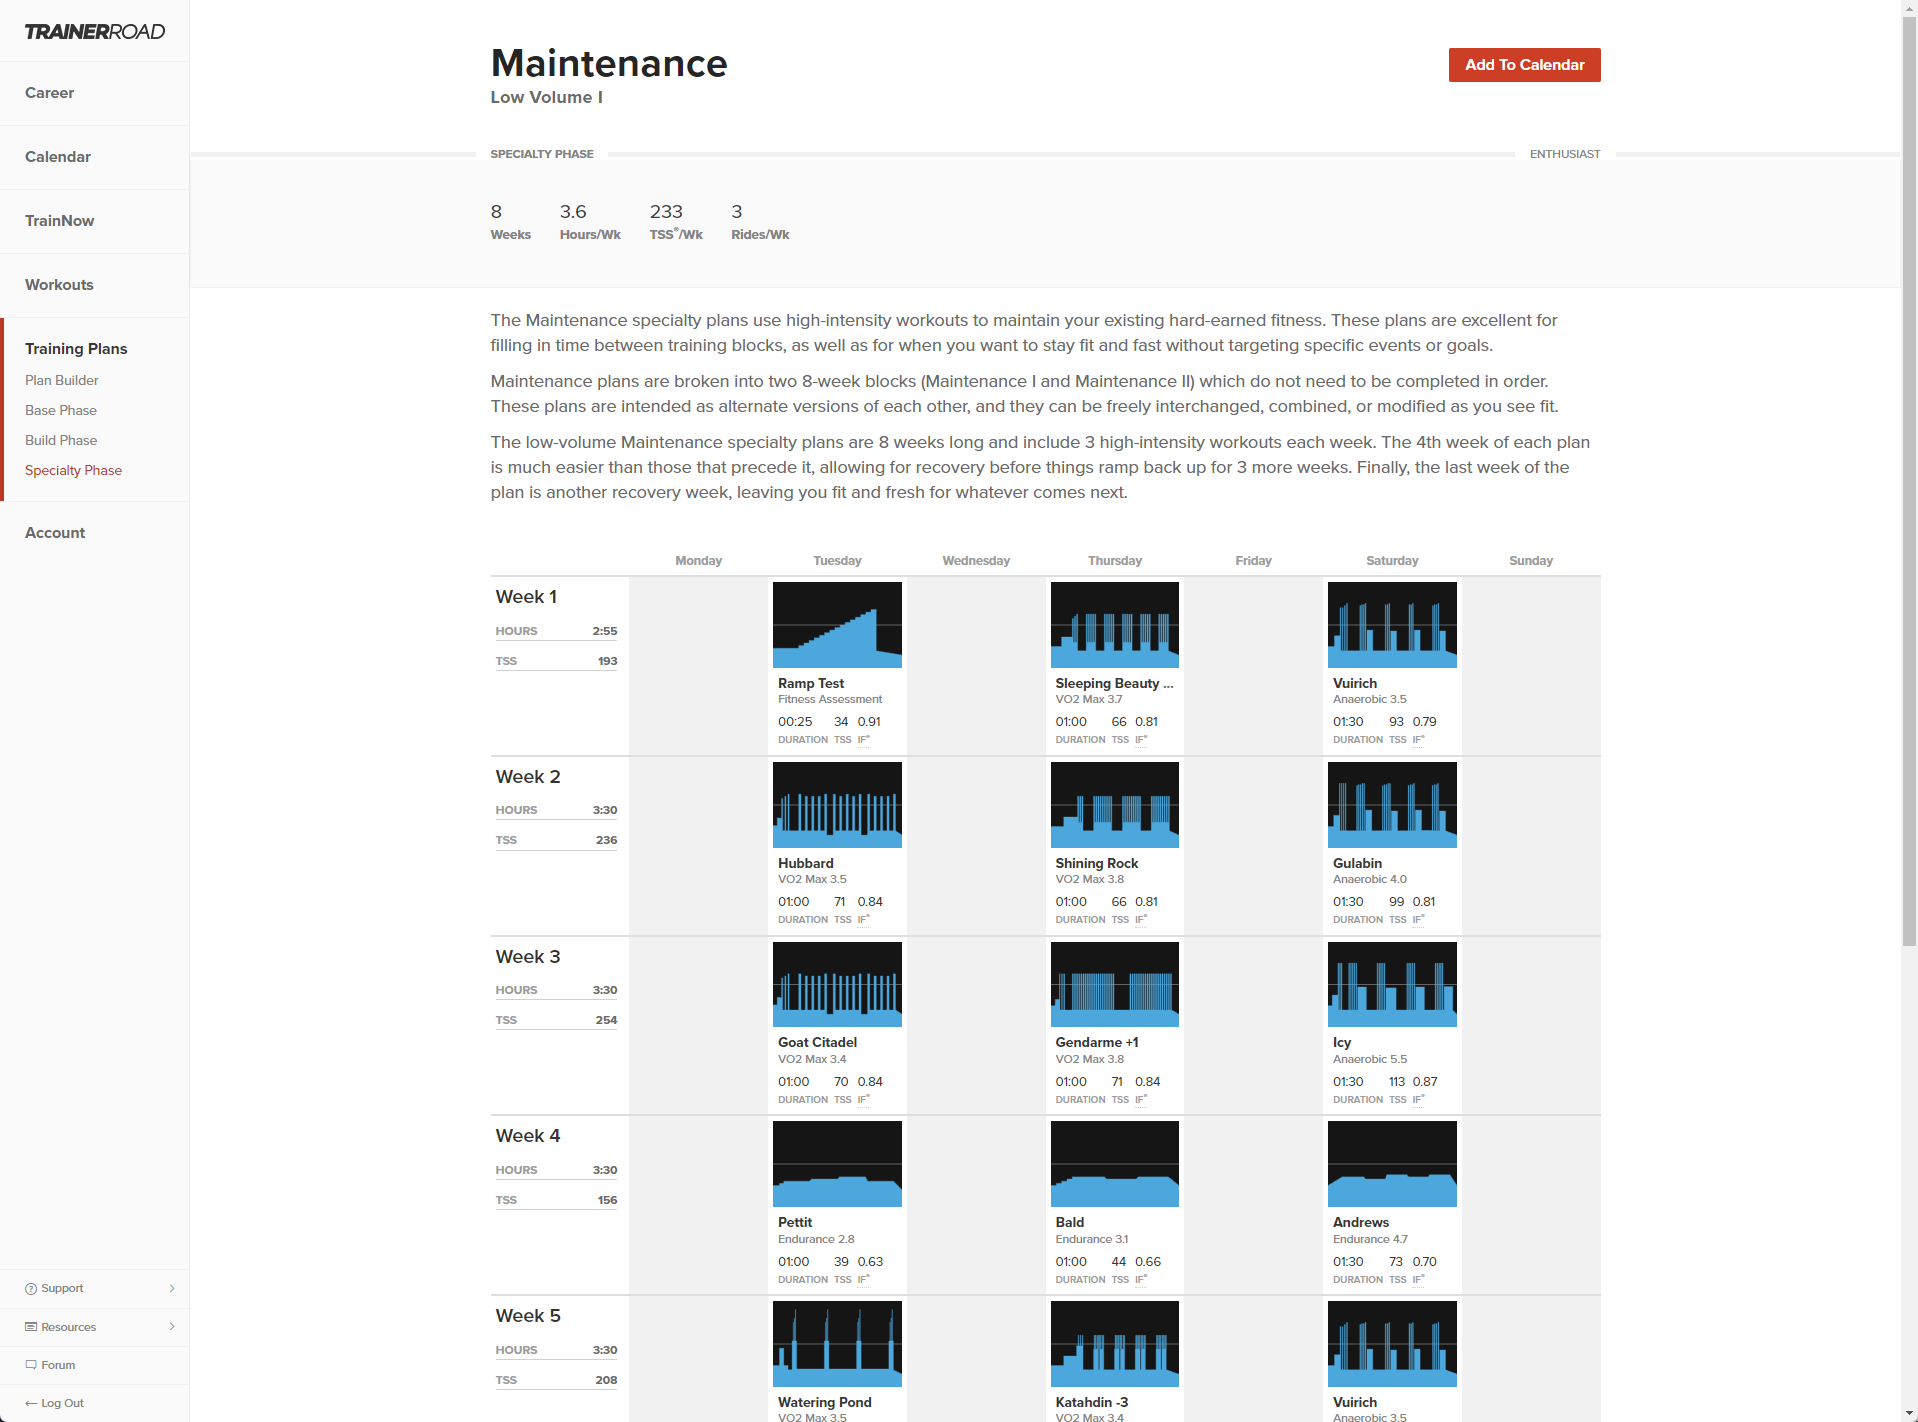 TRAINERROAD
Career
Calendar
TrainNow
Workouts
Training Plans
Plan Builder
Base Phase
Build Phase
Specialty Phase
Account
Support
Resources
Forum
Log Out
Maintenance
Low Volume I
Add To Calendar
SPECIALTY PHASE
ENTHUSIAST
8 3.6 233 3
Weeks Hours/Wk TSS®/Wk Rides/Wk
The Maintenance specialty plans use high-intensity workouts to maintain your existing hard-earned fitness. These plans are excellent for
filling in time between training blocks, as well as for when you want to stay fit and fast without targeting specific events or goals.
Maintenance plans are broken into two 8-week blocks (Maintenance I and Maintenance II) which do not need to be completed in order.
These plans are intended as alternate versions of each other, and they can be freely interchanged, combined, or modified as you see fit.
The low-volume Maintenance specialty plans are 8 weeks long and include 3 high-intensity workouts each week. The 4th week of each plan
is much easier than those that precede it, allowing for recovery before things ramp back up for 3 more weeks. Finally, the last week of the
plan is another recovery week, leaving you fit and fresh for whatever comes next.
Monday Tuesday Wednesday Thursday Friday Saturday Sunday
Week 1
HOURS 2:55
TSS 193
Ramp Test
Fitness Assessment
00:25 34 0.91
DURATION TSS IF®
Sleeping Beauty ...
VO2 Max 3.7
01:00 66 0.81
DURATION TSS IF®
Vuirich
Anaerobic 3.5
01:30 93 0.79
DURATION TSS IF®
Week 2
HOURS 3:30
TSS 236
Hubbard
VO2 Max 3.5
01:00 71 0.84
DURATION TSS IF®
Shining Rock
VO2 Max 3.8
01:00 66 0.81
DURATION TSS IF®
Gulabin
Anaerobic 4.0
01:30 99 0.81
DURATION TSS IF®
Week 3
HOURS 3:30
TSS 254
Goat Citadel
VO2 Max 3.4
01:00 70 0.84
DURATION TSS IF®
Gendarme +1
VO2 Max 3.8
01:00 71 0.84
DURATION TSS IF®
Icy
Anaerobic 5.5
01:30 113 0.87
DURATION TSS IF®
Week 4
HOURS 3:30
TSS 156
Pettit
Endurance 2.8
01:00 39 0.63
DURATION TSS IF®
Bald
Endurance 3.1
01:00 44 0.66
DURATION TSS IF®
Andrews
Endurance 4.7
01:30 73 0.70
DURATION TSS IF®
Week 5
HOURS 3:30
TSS 208
Watering Pond
VO2 Max 3.5
Katahdin -3
VO2 Max 3.4
Vuirich
Anaerobic 3.5